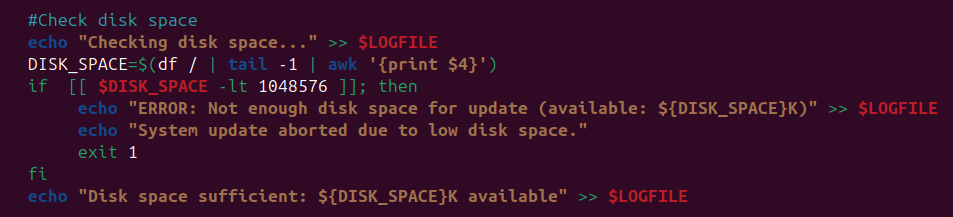 #Check disk space
echo "Checking disk space..." >> $LOGFILE
DISK_SPACE=$(df / | tail -1 | awk '{print $4}')
if  [[ $DISK_SPACE -lt 1048576 ]]; then
      echo "ERROR: Not enough disk space for update (available: ${DISK_SPACE}K)" >> $LOGFILE
      echo "System update aborted due to low disk space."
      exit 1
fi
echo "Disk space sufficient: ${DISK_SPACE}K available" >> $LOGFILE